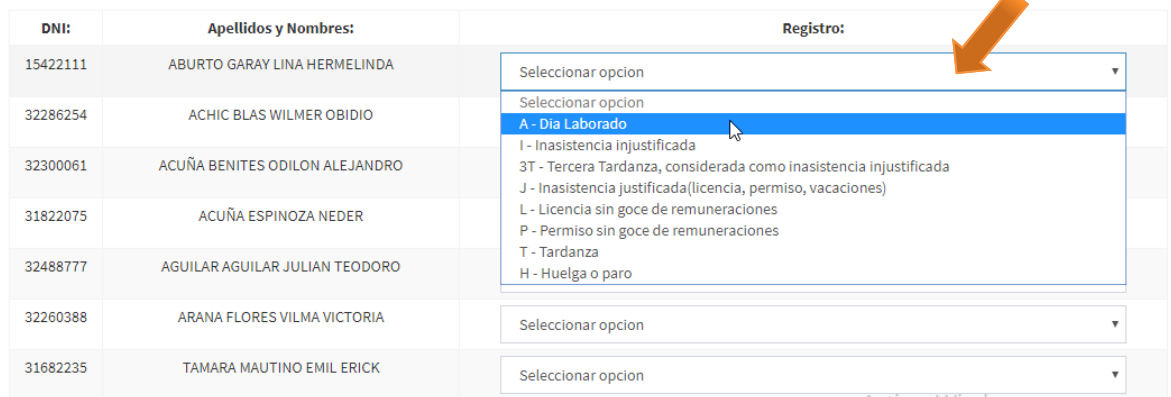 DNI: Apellidos y Nombres: Registro:
15422111 ABURTO GARAY LINA HERMELINDA Seleccionar opcion
Seleccionar opcion
32286254 ACHIC BLAS WILMER OBIDIO
A - Dia Laborado
I - Inasistencia injustificada
32300061 ACUÑA BENITES ODILON ALEJANDRO
3T - Tercera Tardanza, considerada como inasistencia injustificada
J - Inasistencia justificada(licencia, permiso, vacaciones)
L - Licencia sin goce de remuneraciones
31822075 ACUÑA ESPINOZA NEDER
P - Permiso sin goce de remuneraciones
T - Tardanza
32488777 AGUILAR AGUILAR JULIAN TEODORO
H - Huelga o paro
32260388 ARANA FLORES VILMA VICTORIA Seleccionar opcion
31682235 TAMARA MAUTINO EMIL ERICK Seleccionar opcion